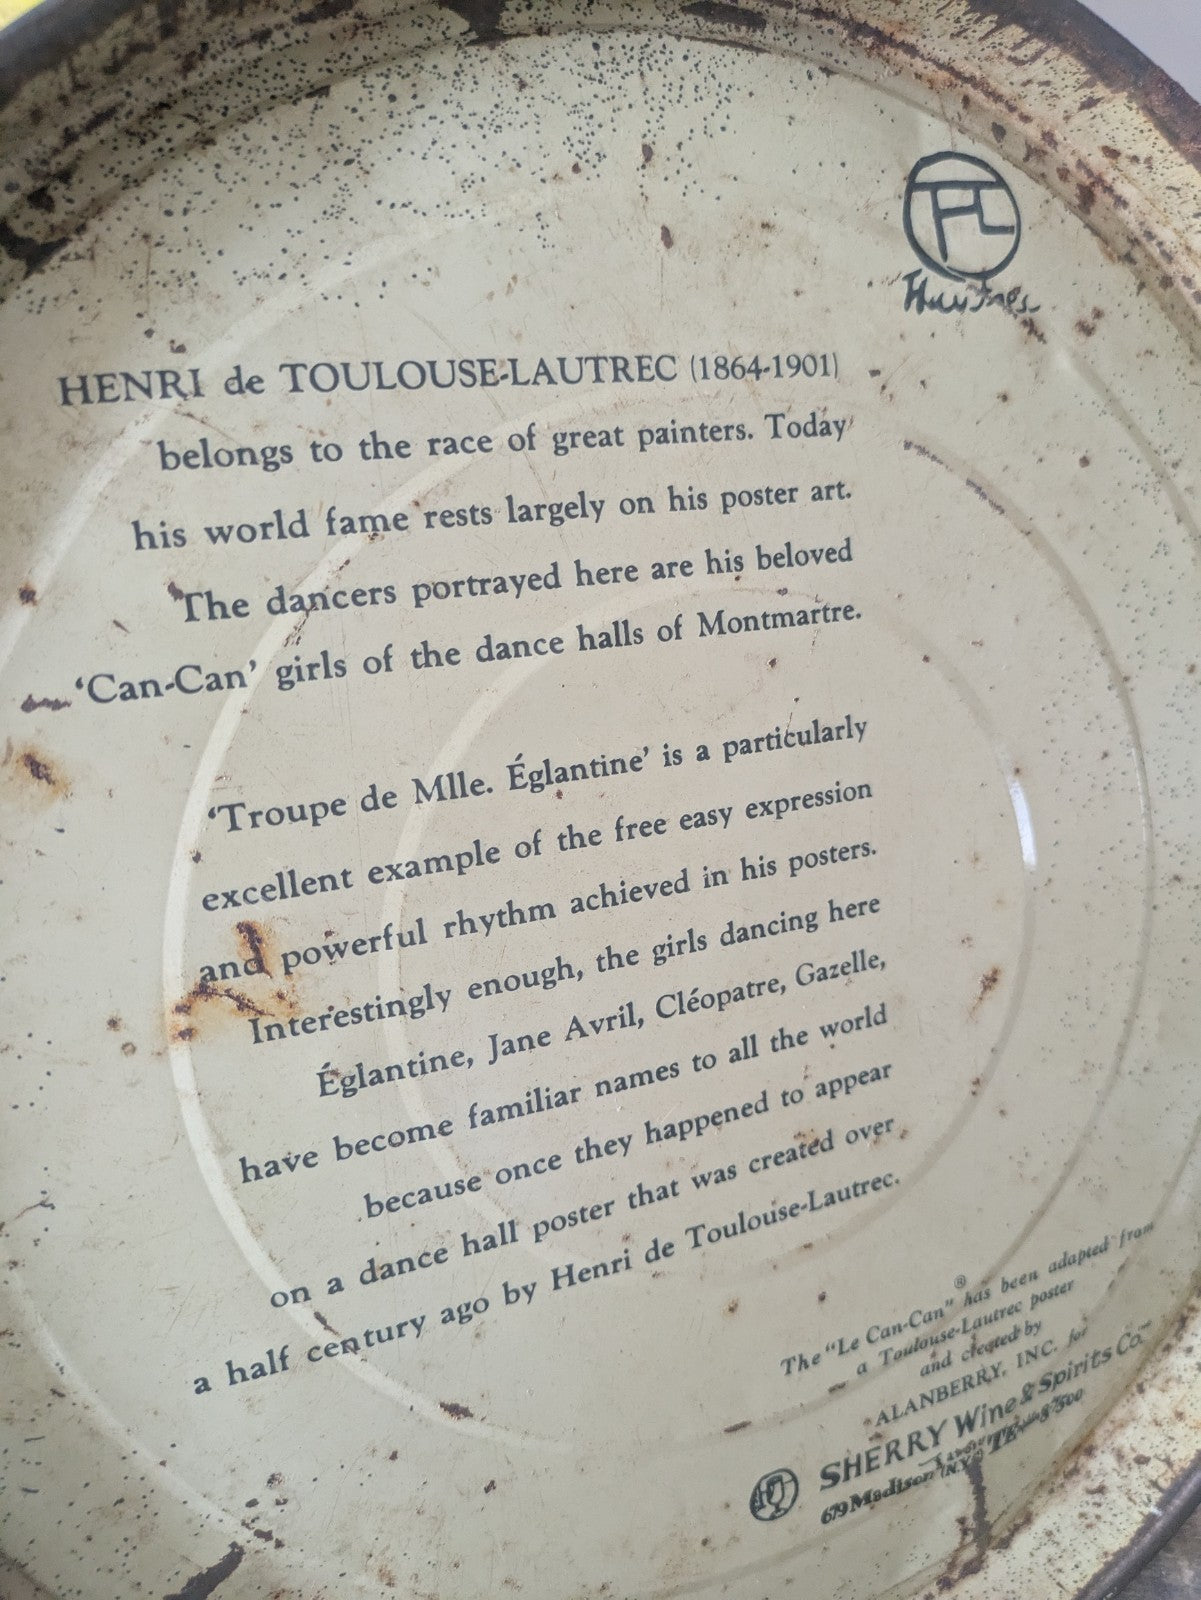 HENRI de TOULOUSE-LAUTREC (1864-1901)
belongs to the race of great painters. Today
his world fame rests largely on his poster art.
The dancers portrayed here are his beloved
‘Can-Can’ girls of the dance halls of Montmartre.
‘Troupe de Mlle. Églantine’ is a particularly
excellent example of the free easy expression
and powerful rhythm achieved in his posters.
Interestingly enough, the girls dancing here
Églantine, Jane Avril, Cléopatre, Gazelle,
have become familiar names to all the world
because once they happened to appear
on a dance hall poster that was created over
a half century ago by Henri de Toulouse-Lautrec.
®
The "Le Can-Can" has been adapted from
a Toulouse-Lautrec poster
and created by
ALANBERRY, INC. for
SHERRY Wine & Spirits Co.
679 Madison